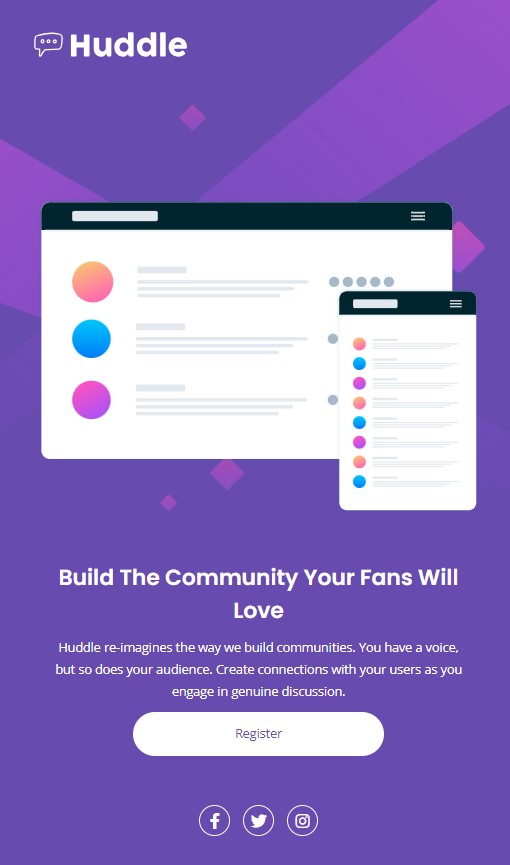 Huddle
Build The Community Your Fans Will
Love
Huddle re-imagines the way we build communities. You have a voice,
but so does your audience. Create connections with your users as you
engage in genuine discussion.
Register